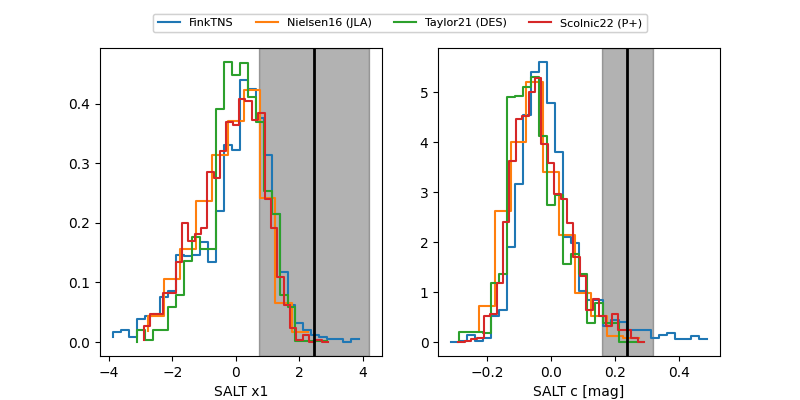 FinkTNS Nielsen16 (JLA) Taylor21 (DES) Scolnic22 (P+)
0.4
0.3
0.2
0.1
0.0
−4 −2 0 2 4
SALT x1
5
4
3
2
1
0
−0.2 0.0 0.2 0.4
SALT c [mag]